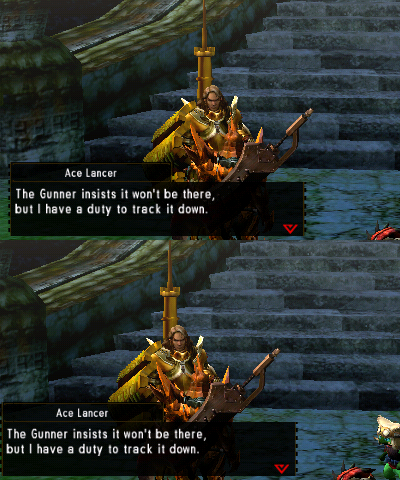 Ace Lancer
The Gunner insists it won't be there,
but I have a duty to track it down.
Ace Lancer
The Gunner insists it won't be there,
but I have a duty to track it down.